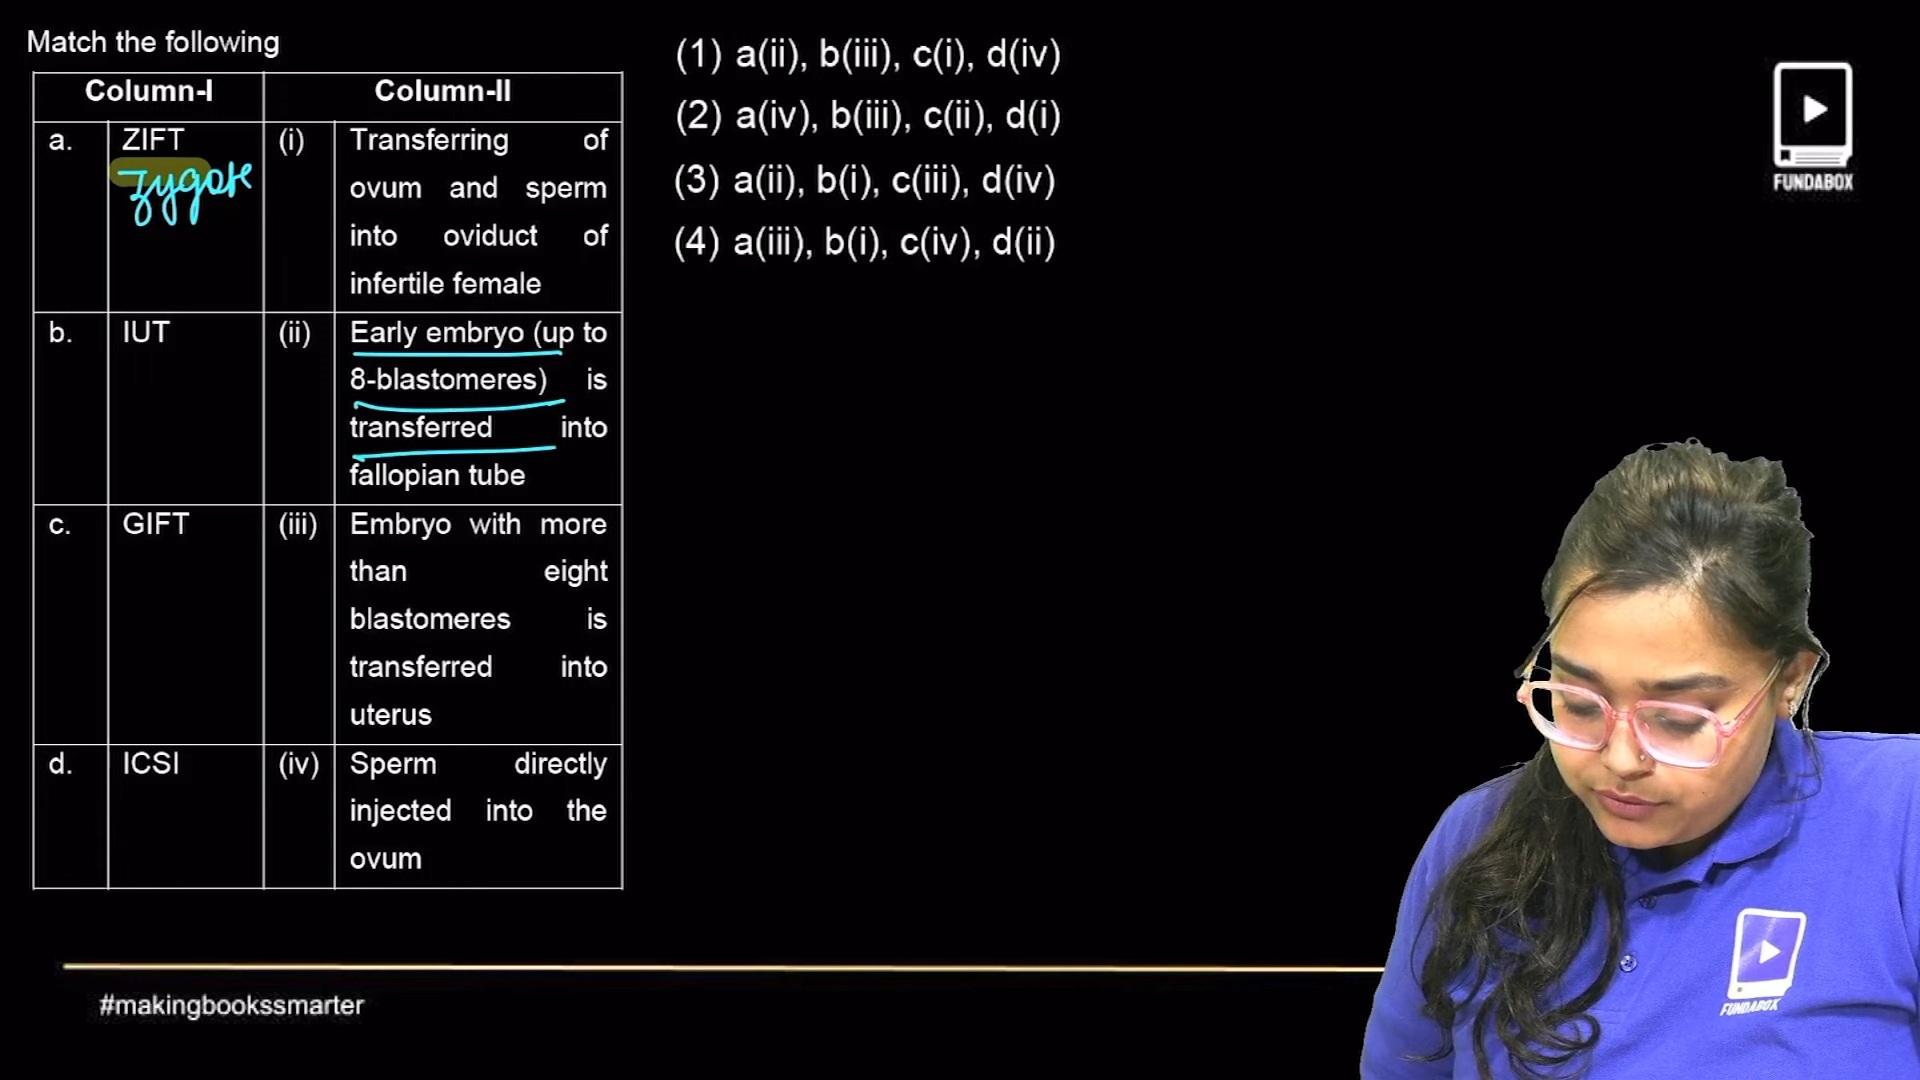 Match the following
Column-I Column-II
a. ZIFT (i) Transferring of
zygote ovum and sperm
into oviduct of
infertile female
b. IUT (ii) Early embryo (up to
8-blastomeres) is
transferred into
fallopian tube
c. GIFT (iii) Embryo with more
than eight
blastomeres is
transferred into
uterus
d. ICSI (iv) Sperm directly
injected into the
ovum
(1) a(ii), b(iii), c(i), d(iv)
(2) a(iv), b(iii), c(ii), d(i)
(3) a(ii), b(i), c(iii), d(iv)
(4) a(iii), b(i), c(iv), d(ii)
FUNDABOX
FUNDABOX
#makingbookssmarter